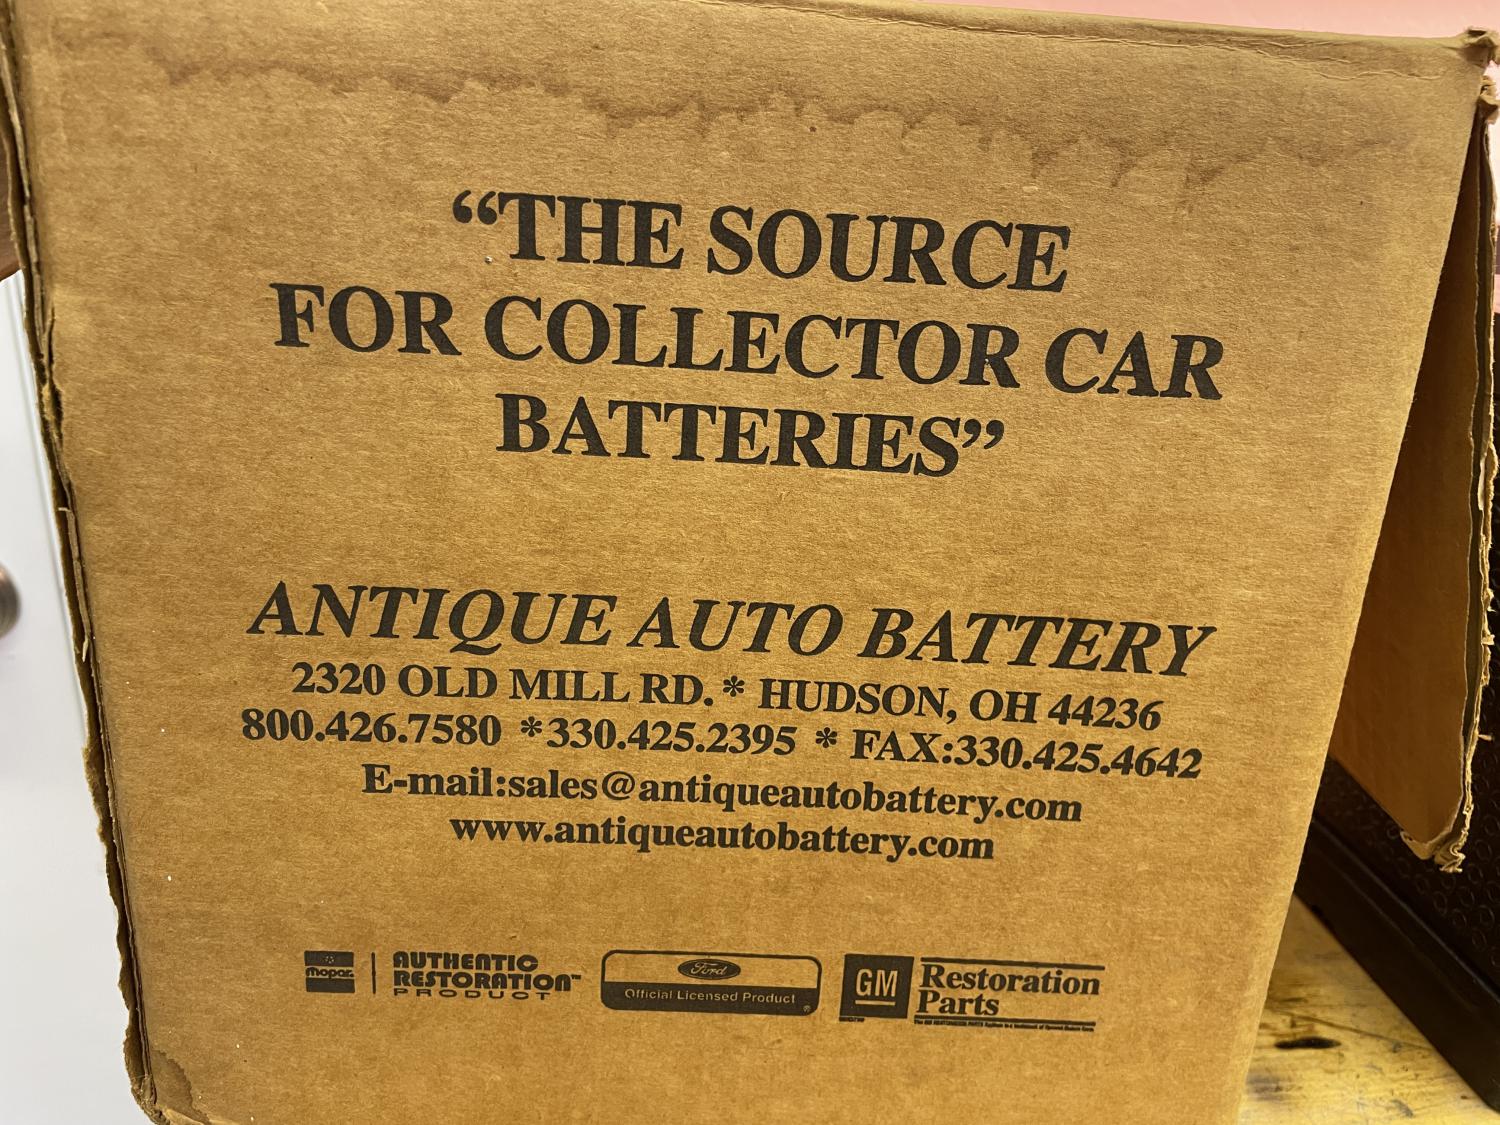 “THE SOURCE
FOR COLLECTOR CAR
BATTERIES”
ANTIQUE AUTO BATTERY
2320 OLD MILL RD. * HUDSON, OH 44236
800.426.7580 *330.425.2395 * FAX:330.425.4642
E-mail:sales@antiqueautobattery.com
www.antiqueautobattery.com
mopar. | AUTHENTIC
RESTORATION™
PRODUCT
Ford
Official Licensed Product ®
GM Restoration
Parts